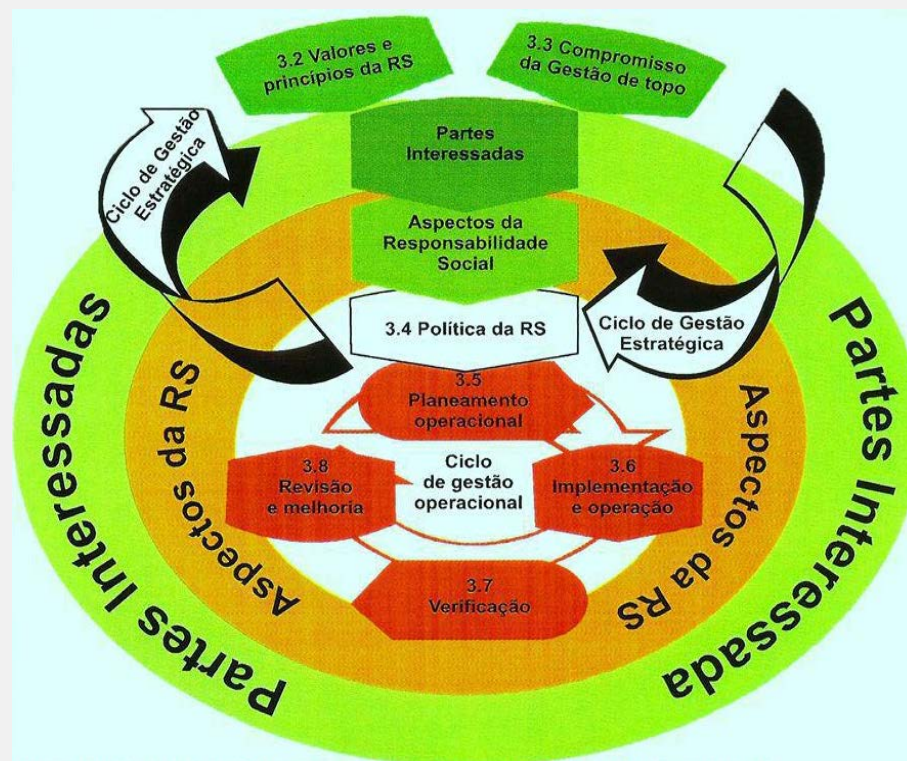 3.2 Valores e
princípios da RS
3.3 Compromisso
da Gestão de topo
Partes
Interessadas
Ciclo de Gestão
Estratégica
Aspectos da
Responsabilidade
Social
3.4 Política da RS
Ciclo de Gestão
Estratégica
3.5
Planeamento
operacional
3.8
Revisão
e melhoria
Ciclo
de gestão
operacional
3.6
Implementação
e operação
3.7
Verificação
Partes Interessadas
Aspectos da RS
Aspectos da RS
Partes Interessada